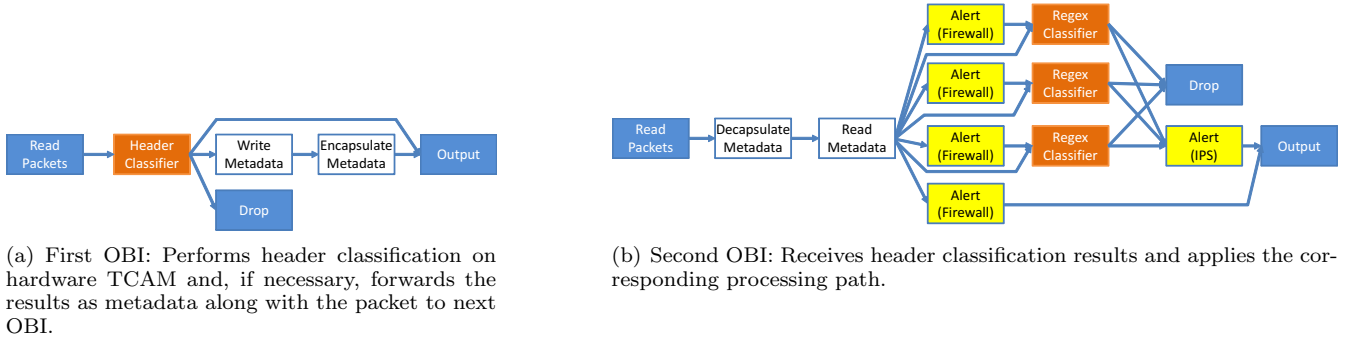 Read
Packets
Header
Classifier
Write
Metadata
Encapsulate
Metadata
Output
Drop
(a) First OBI: Performs header classification on
hardware TCAM and, if necessary, forwards the
results as metadata along with the packet to next
OBI.
Read
Packets
Decapsulate
Metadata
Read
Metadata
Alert
(Firewall)
Regex
Classifier
Alert
(Firewall)
Regex
Classifier
Drop
Alert
(Firewall)
Regex
Classifier
Alert
(IPS)
Output
Alert
(Firewall)
(b) Second OBI: Receives header classification results and applies the cor-
responding processing path.